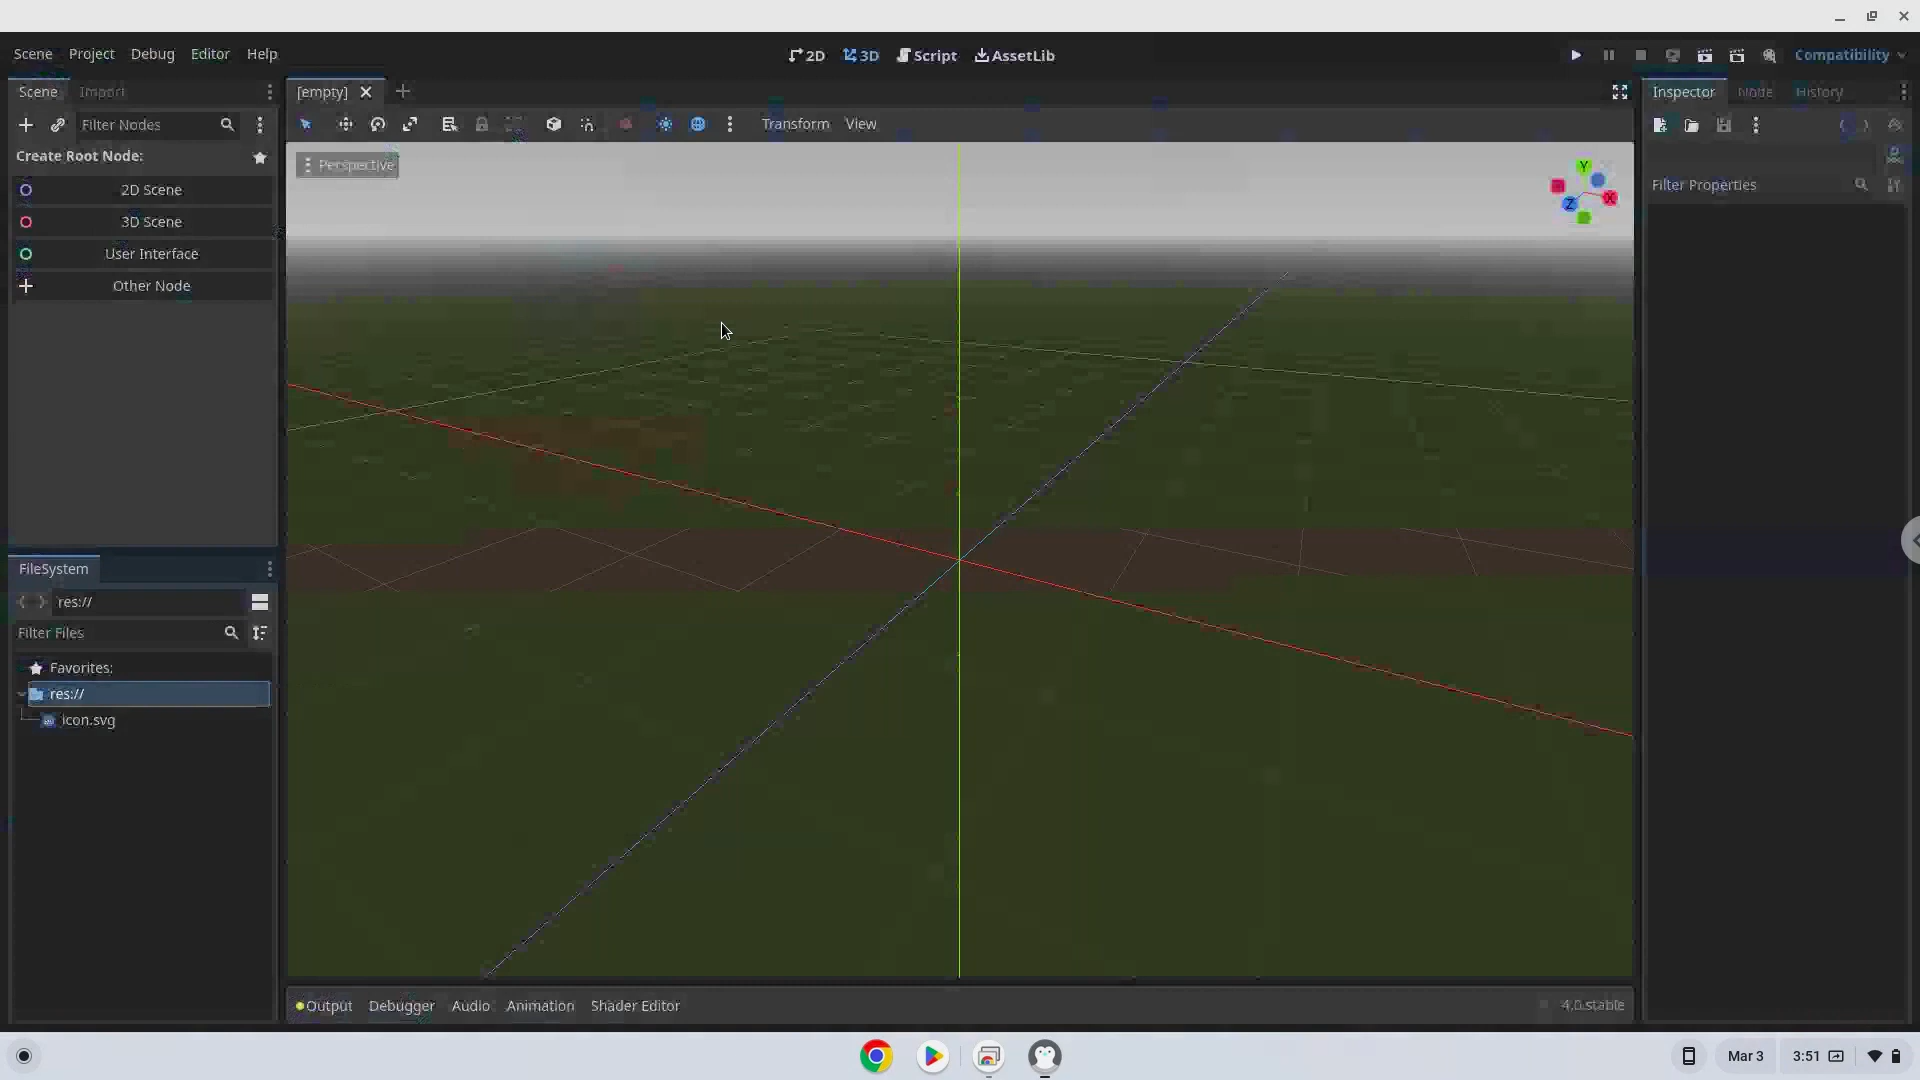 Scene Project Debug Editor Help
2D 3D Script AssetLib
Compatibility
Scene Import
[empty]
Inspector Node History
Filter Nodes
Transform View
Create Root Node:
Perspective
Y
X
Z
Filter Properties
2D Scene
3D Scene
User Interface
Other Node
FileSystem
res://
Filter Files
Favorites:
res://
icon.svg
Output Debugger Audio Animation Shader Editor
4.0.stable
Mar 3
3:51